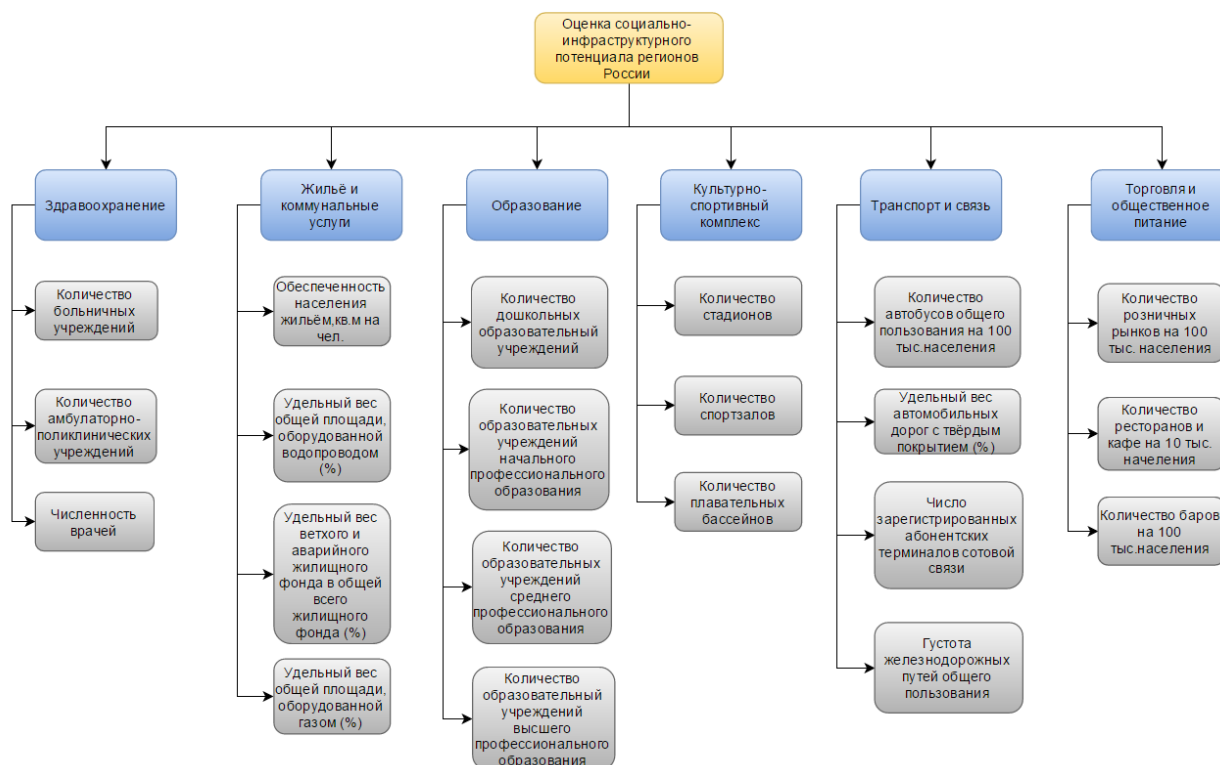 Оценка социально-
инфраструктурного
потенциала регионов
России
Здравоохранение
Жильё и
коммунальные
услуги
Образование
Культурно-
спортивный
комплекс
Транспорт и связь
Торговля и
общественное
питание
Количество
больничных
учреждений
Количество
амбулаторно-
поликлинических
учреждений
Численность
врачей
Обеспеченность
населения
жильём,кв.м на
чел.
Удельный вес
общей площади,
оборудованной
водопроводом
(%)
Удельный вес
ветхого и
аварийного
жилищного
фонда в общей
всего
жилищного
фонда (%)
Удельный вес
общей площади,
оборудованной
газом (%)
Количество
дошкольных
образовательный
учреждений
Количество
образовательных
учреждений
начального
профессионального
образования
Количество
образовательных
учреждений
среднего
профессионального
образования
Количество
образовательный
учреждений
высшего
профессионального
образования
Количество
стадионов
Количество
спортзалов
Количество
плавательных
бассейнов
Количество
автобусов общего
пользования на 100
тыс.населения
Удельный вес
автомобильных
дорог с твёрдым
покрытием (%)
Число
зарегистрированных
абонентских
терминалов сотовой
связи
Густота
железнодорожных
путей общего
пользования
Количество
розничных
рынков на 100
тыс. населения
Количество
ресторанов и
кафе на 10 тыс.
начеления
Количество баров
на 100
тыс.населения